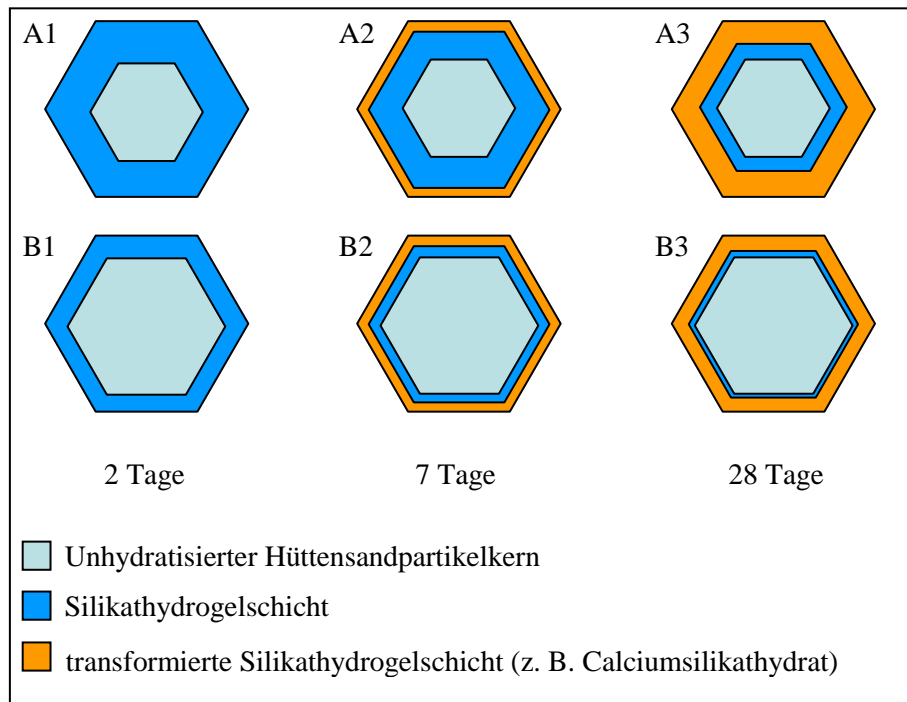 A1 A2 A3
B1 B2 B3
2 Tage 7 Tage 28 Tage
Unhydratisierter Hüttensandpartikelkern
Silikathydrogelschicht
transformierte Silikathydrogelschicht (z. B. Calciumsilikathydrat)